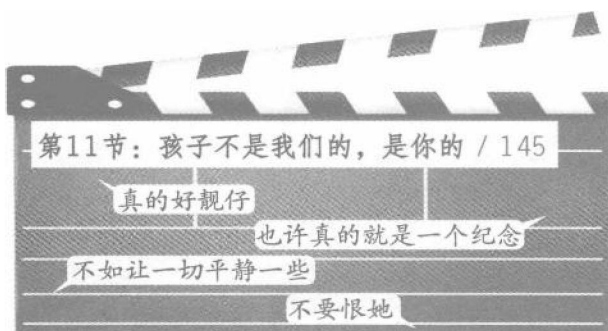 第11节：孩子不是我们的，是你的 / 145
真的好靓仔
也许真的就是一个纪念
不如让一切平静一些
不要恨她